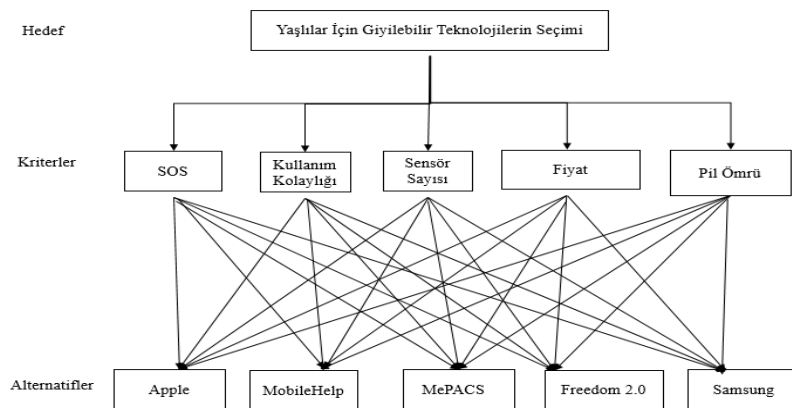 Hedef
Yaşlılar İçin Giyilebilir Teknolojilerin Seçimi
Kriterler
SOS
Kullanım
Kolaylığı
Sensör
Sayısı
Fiyat
Pil Ömrü
Alternatifler
Apple
MobileHelp
MePACS
Freedom 2.0
Samsung